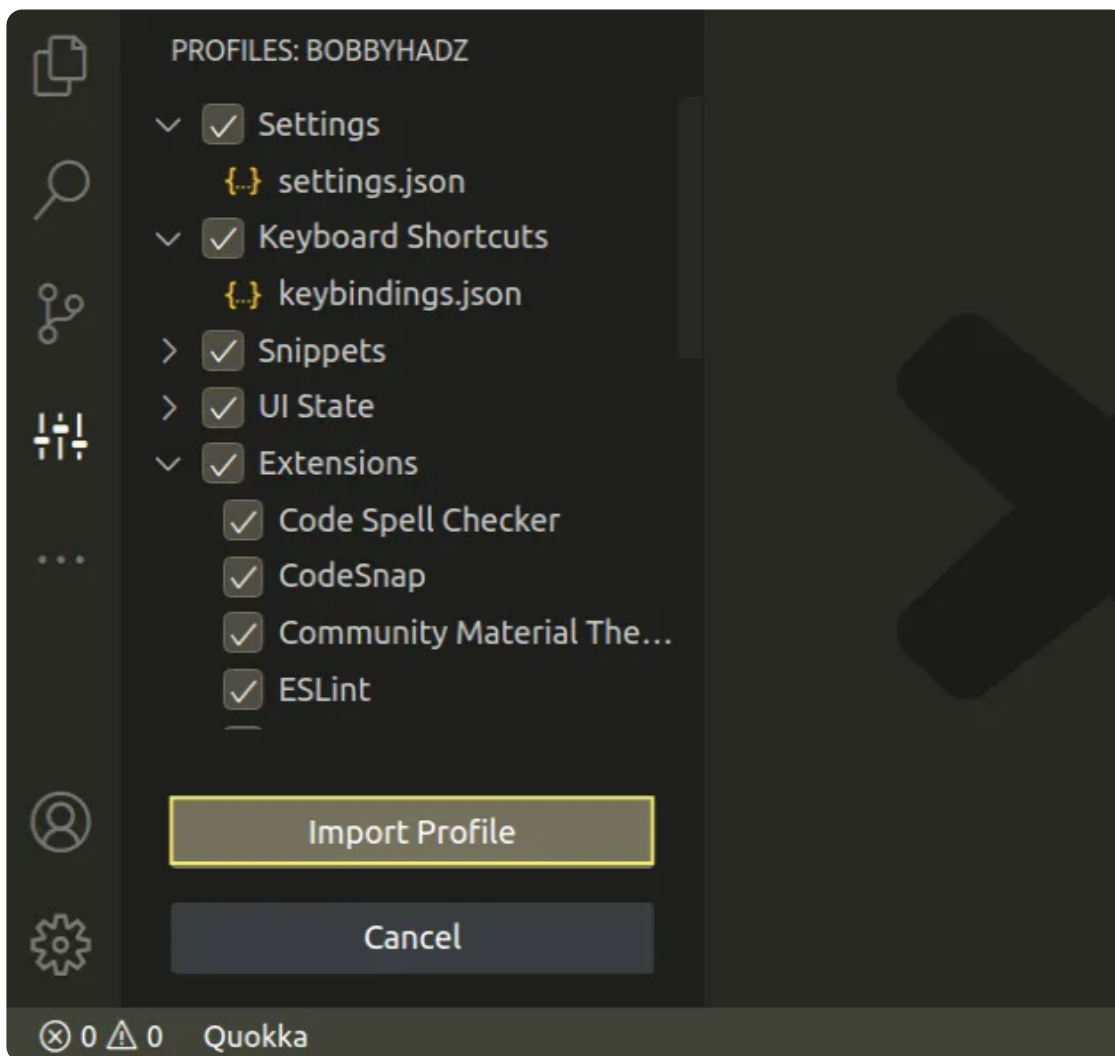 PROFILES: BOBBYHADZ
Settings
{..} settings.json
Keyboard Shortcuts
{..} keybindings.json
Snippets
UI State
Extensions
Code Spell Checker
CodeSnap
Community Material The...
ESLint
Import Profile
Cancel
0 0 Quokka